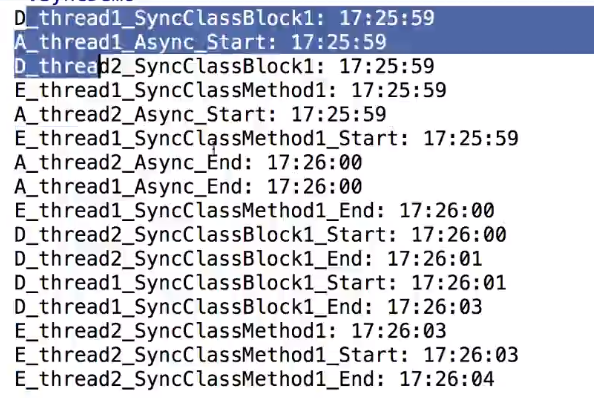 D_thread1_SyncClassBlock1: 17:25:59
A_thread1_Async_Start: 17:25:59
D_thread2_SyncClassBlock1: 17:25:59
E_thread1_SyncClassMethod1: 17:25:59
A_thread2_Async_Start: 17:25:59
E_thread1_SyncClassMethod1_Start: 17:25:59
A_thread2_Async_End: 17:26:00
A_thread1_Async_End: 17:26:00
E_thread1_SyncClassMethod1_End: 17:26:00
D_thread2_SyncClassBlock1_Start: 17:26:00
D_thread2_SyncClassBlock1_End: 17:26:01
D_thread1_SyncClassBlock1_Start: 17:26:01
D_thread1_SyncClassBlock1_End: 17:26:03
E_thread2_SyncClassMethod1: 17:26:03
E_thread2_SyncClassMethod1_Start: 17:26:03
E_thread2_SyncClassMethod1_End: 17:26:04